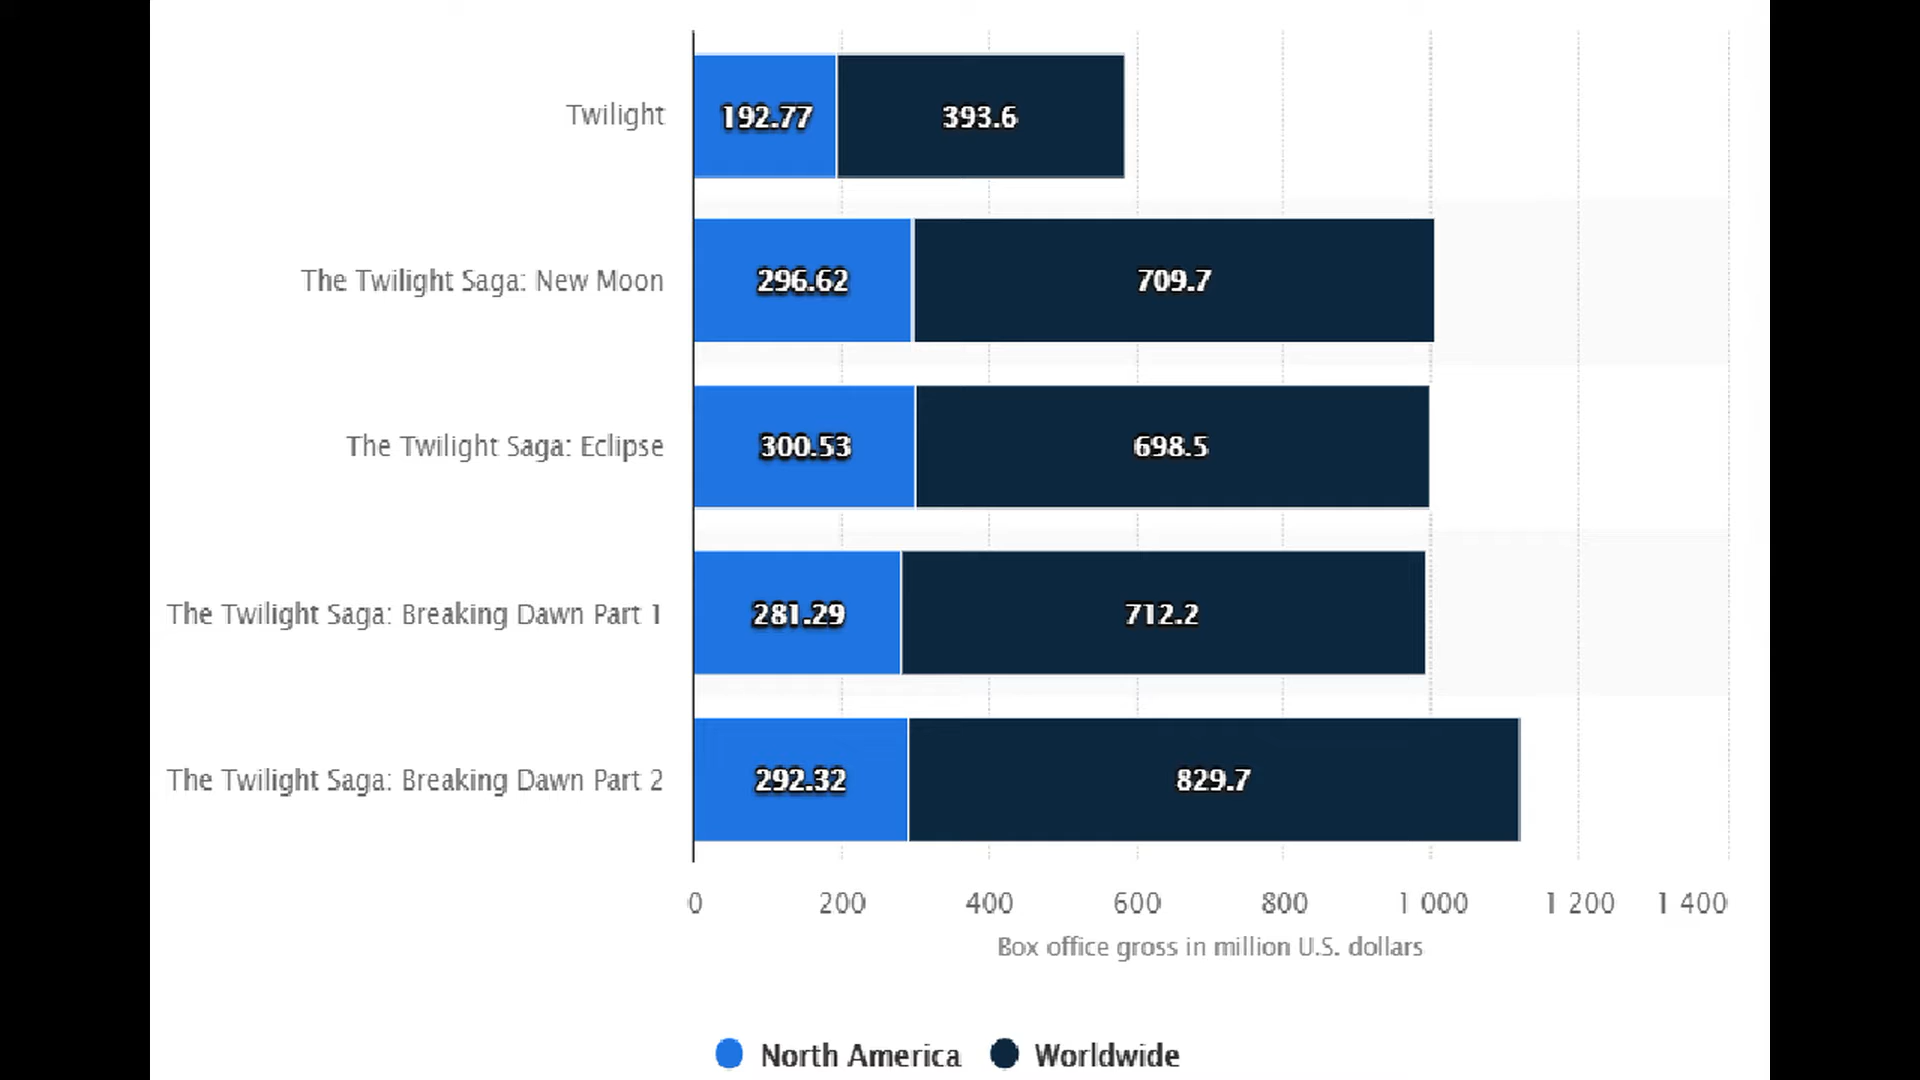 Twilight 192.77 393.6
The Twilight Saga: New Moon 296.62 709.7
The Twilight Saga: Eclipse 300.53 698.5
The Twilight Saga: Breaking Dawn Part 1 281.29 712.2
The Twilight Saga: Breaking Dawn Part 2 292.32 829.7
0 200 400 600 800 1 000 1 200 1 400
Box office gross in million U.S. dollars
North America Worldwide